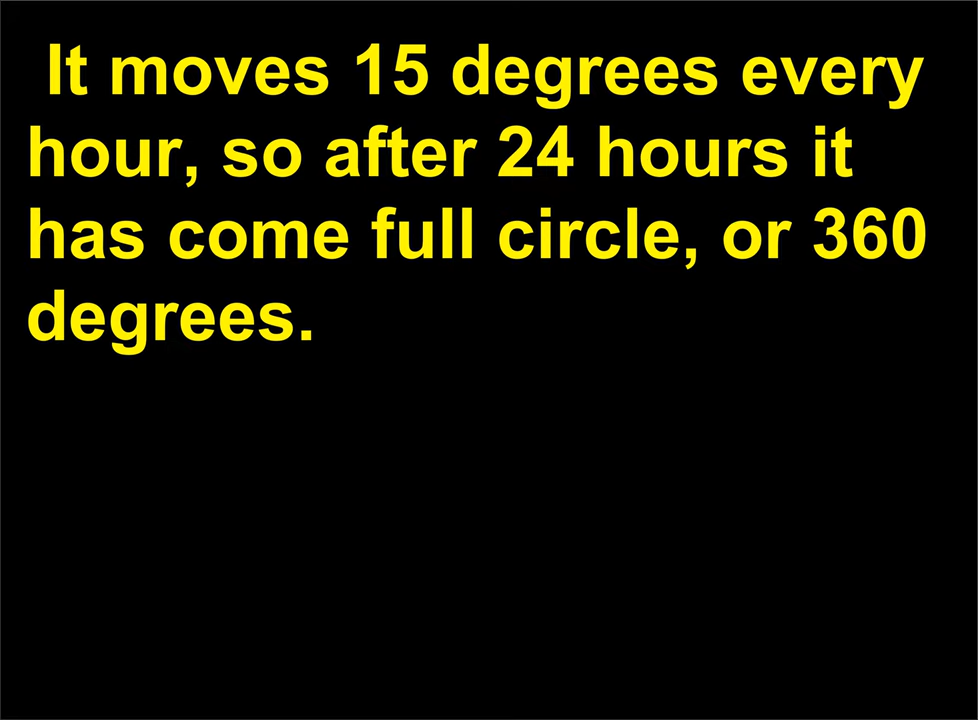 It moves 15 degrees every
hour, so after 24 hours it
has come full circle, or 360
degrees.